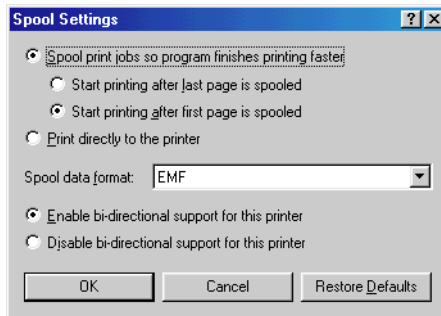 Spool Settings
Spool print jobs so program finishes printing faster
Start printing after last page is spooled
Start printing after first page is spooled
Print directly to the printer
Spool data format: EMF
Enable bi-directional support for this printer
Disable bi-directional support for this printer
OK Cancel Restore Defaults